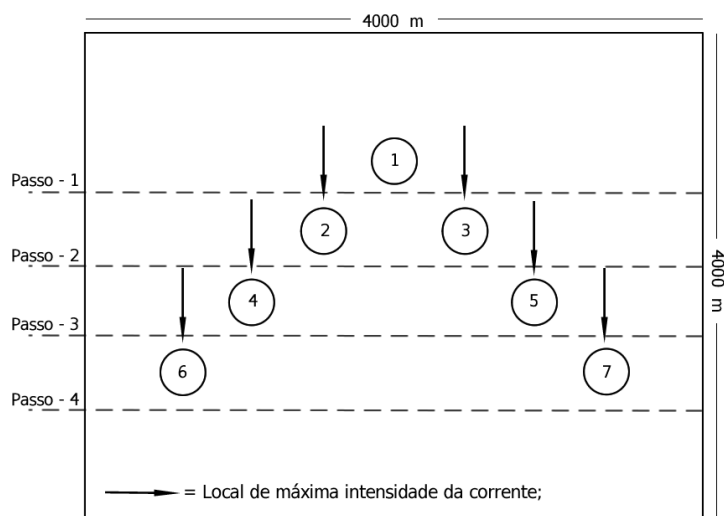 4000 m
1
Passo - 1
2
3
Passo - 2
4
5
4000 m
Passo - 3
6
7
Passo - 4
= Local de máxima intensidade da corrente;